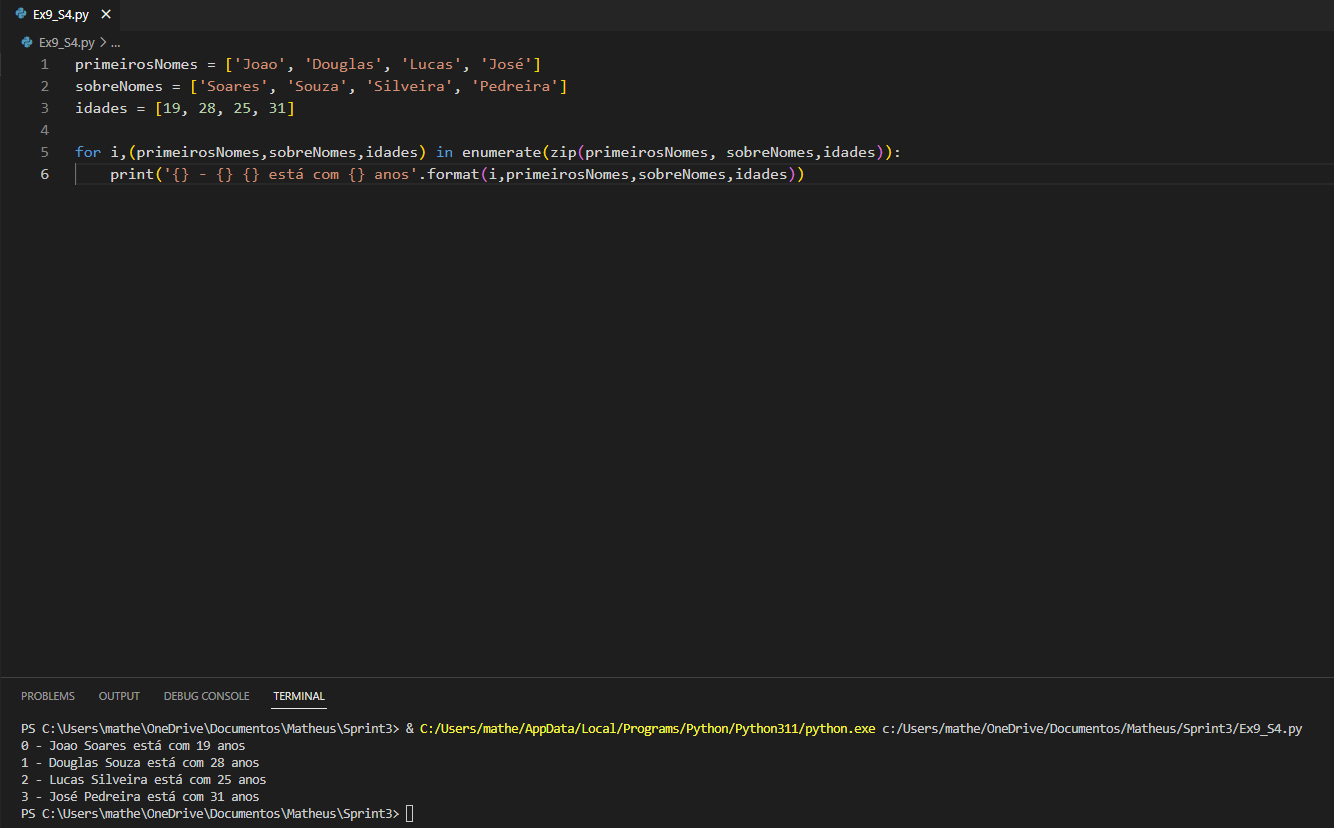 Ex9_S4.py ×
Ex9_S4.py > ...
1 primeirosNomes = ['Joao', 'Douglas', 'Lucas', 'José']
2 sobreNomes = ['Soares', 'Souza', 'Silveira', 'Pedreira']
3 idades = [19, 28, 25, 31]
4
5 for i,(primeirosNomes,sobreNomes,idades) in enumerate(zip(primeirosNomes, sobreNomes,idades)):
6     print('{} - {} {} está com {} anos'.format(i,primeirosNomes,sobreNomes,idades))
PROBLEMS OUTPUT DEBUG CONSOLE TERMINAL
PS C:\Users\mathe\OneDrive\Documentos\Matheus\Sprint3> & C:/Users/mathe/AppData/Local/Programs/Python/Python311/python.exe c:/Users/mathe/OneDrive/Documentos/Matheus/Sprint3/Ex9_S4.py
0 - Joao Soares está com 19 anos
1 - Douglas Souza está com 28 anos
2 - Lucas Silveira está com 25 anos
3 - José Pedreira está com 31 anos
PS C:\Users\mathe\OneDrive\Documentos\Matheus\Sprint3>